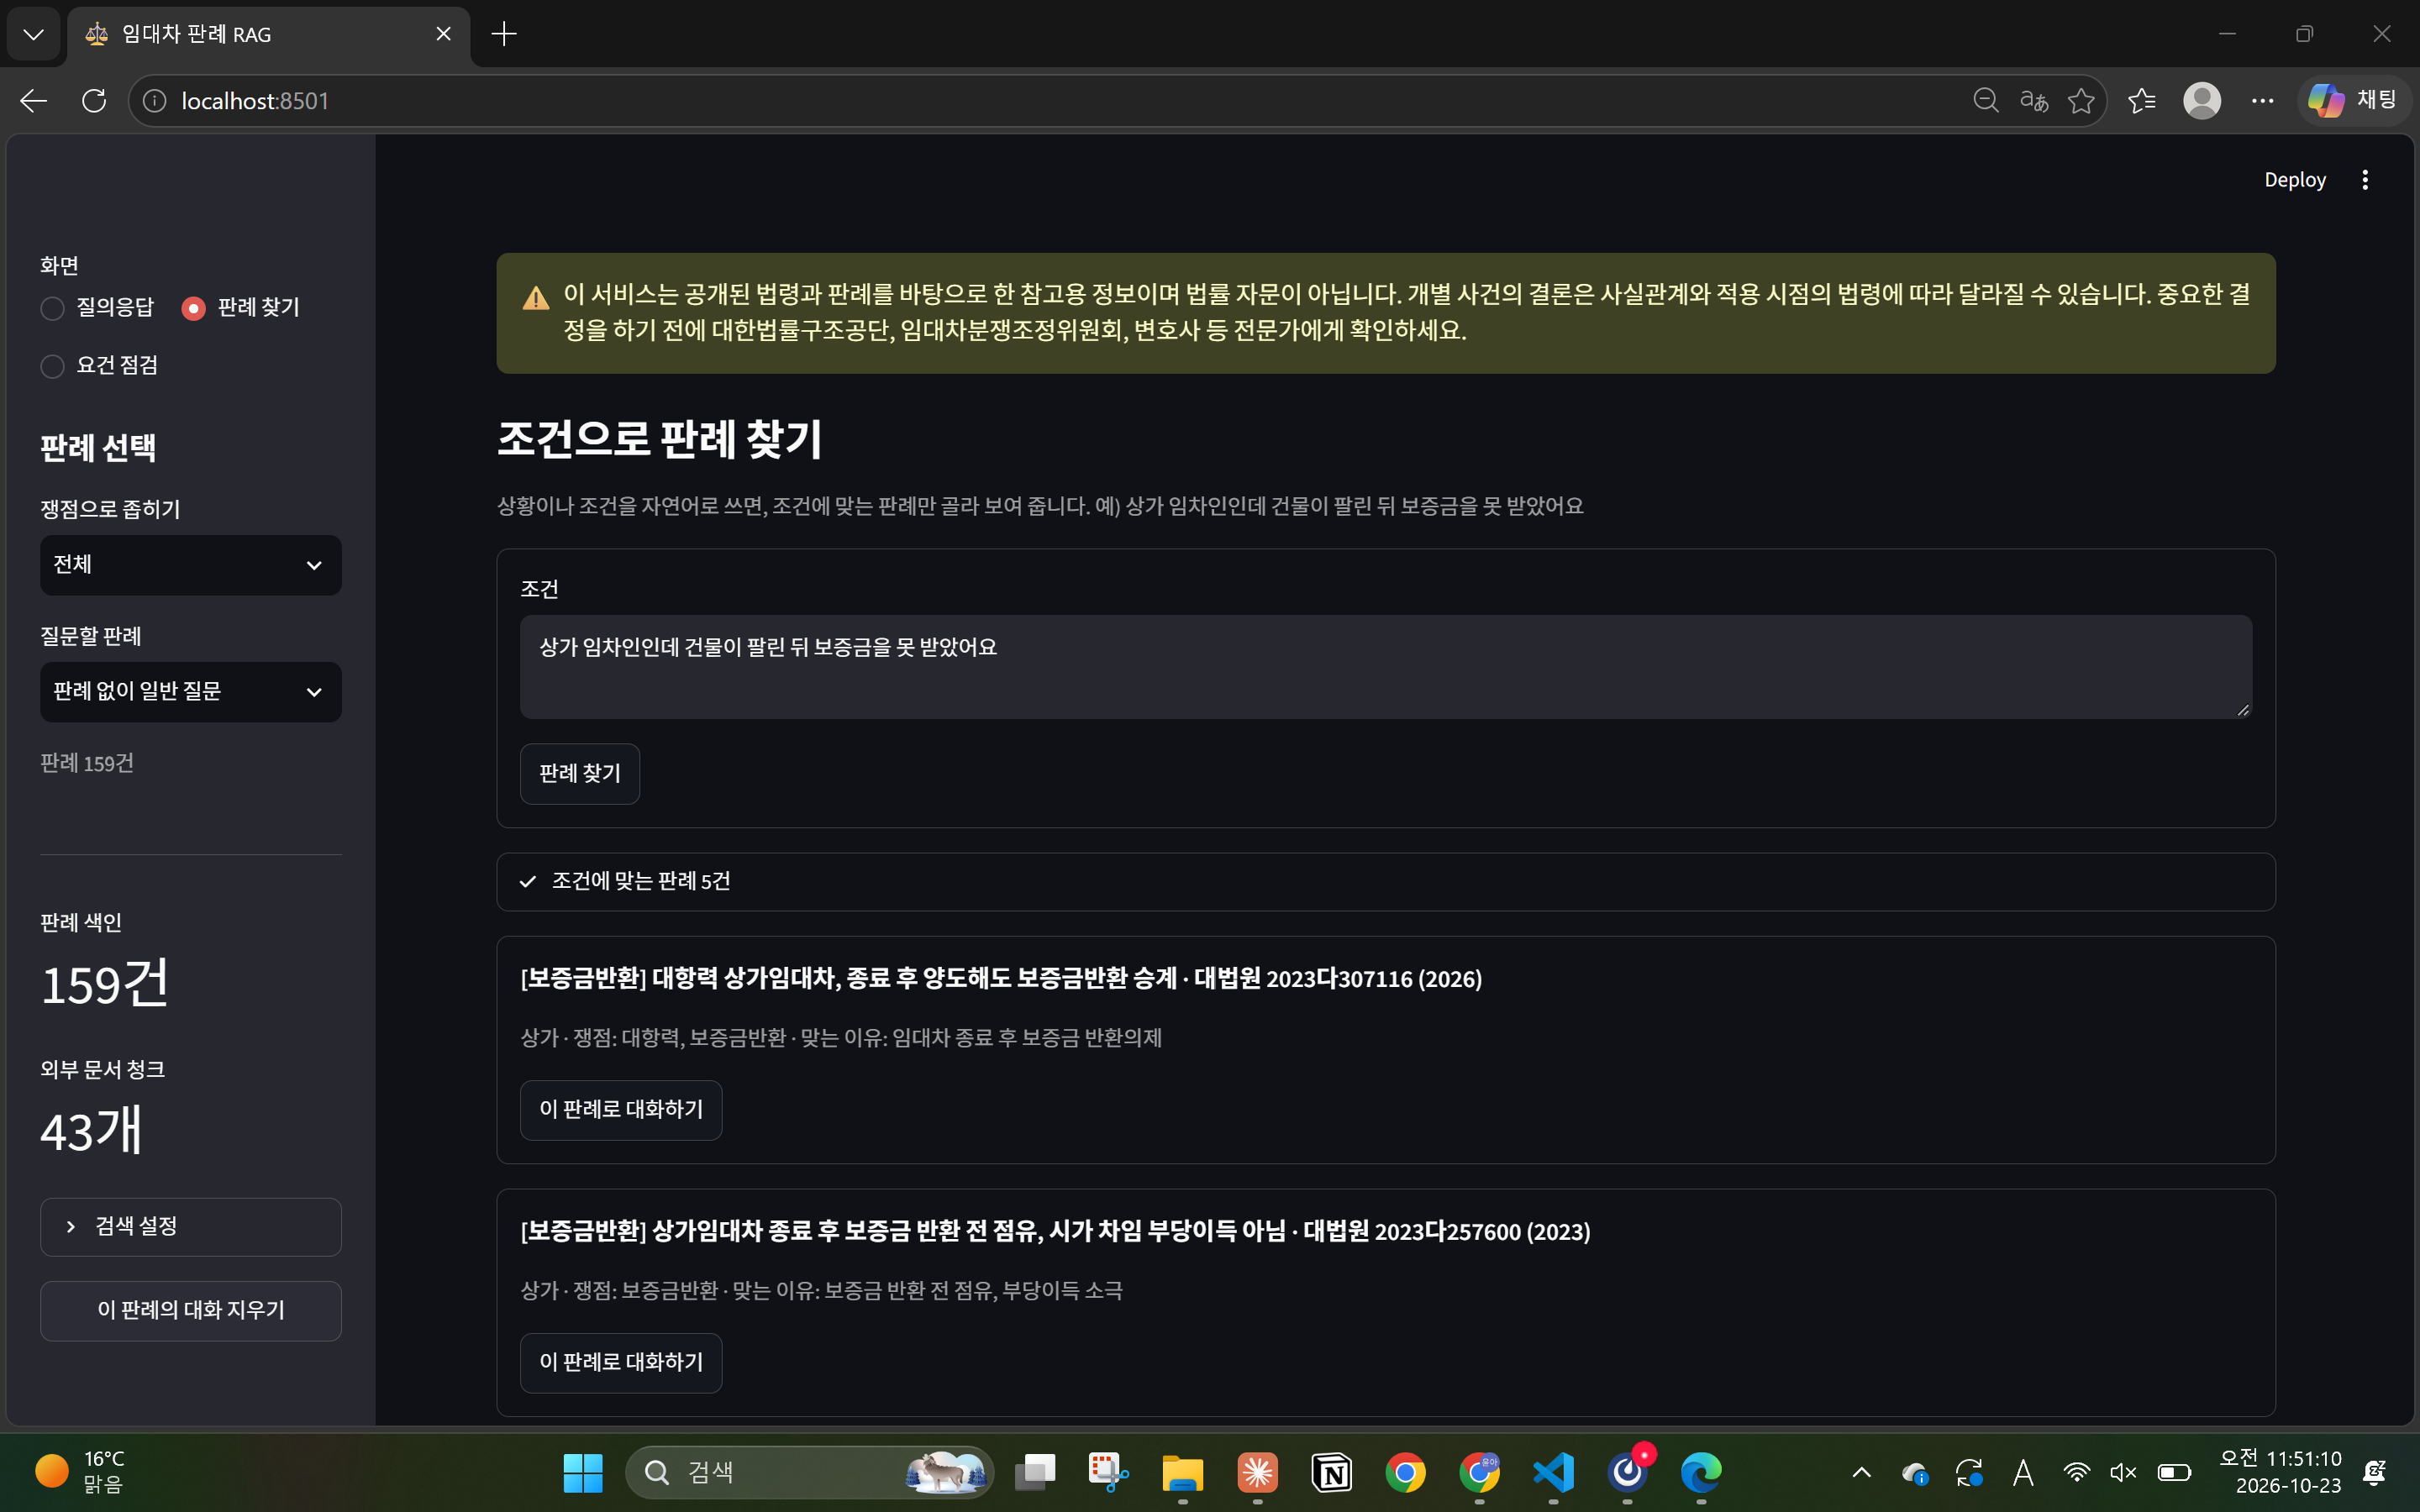 임대차 판례 RAG
localhost:8501
채팅
Deploy
화면
질의응답
판례 찾기
요건 점검
판례 선택
쟁점으로 좁히기
전체
질문할 판례
판례 없이 일반 질문
판례 159건
판례 색인
159건
외부 문서 청크
43개
검색 설정
이 판례의 대화 지우기
이 서비스는 공개된 법령과 판례를 바탕으로 한 참고용 정보이며 법률 자문이 아닙니다. 개별 사건의 결론은 사실관계와 적용 시점의 법령에 따라 달라질 수 있습니다. 중요한 결
정을 하기 전에 대한법률구조공단, 임대차분쟁조정위원회, 변호사 등 전문가에게 확인하세요.
조건으로 판례 찾기
상황이나 조건을 자연어로 쓰면, 조건에 맞는 판례만 골라 보여 줍니다. 예) 상가 임차인인데 건물이 팔린 뒤 보증금을 못 받았어요
조건
상가 임차인인데 건물이 팔린 뒤 보증금을 못 받았어요
판례 찾기
조건에 맞는 판례 5건
[보증금반환] 대항력 상가임대차, 종료 후 양도해도 보증금반환 승계 · 대법원 2023다307116 (2026)
상가 · 쟁점: 대항력, 보증금반환 · 맞는 이유: 임대차 종료 후 보증금 반환의제
이 판례로 대화하기
[보증금반환] 상가임대차 종료 후 보증금 반환 전 점유, 시가 차임 부당이득 아님 · 대법원 2023다257600 (2023)
상가 · 쟁점: 보증금반환 · 맞는 이유: 보증금 반환 전 점유, 부당이득 소극
이 판례로 대화하기
16°C
맑음
검색
윤아
A
오전 11:51:10
2026-10-23